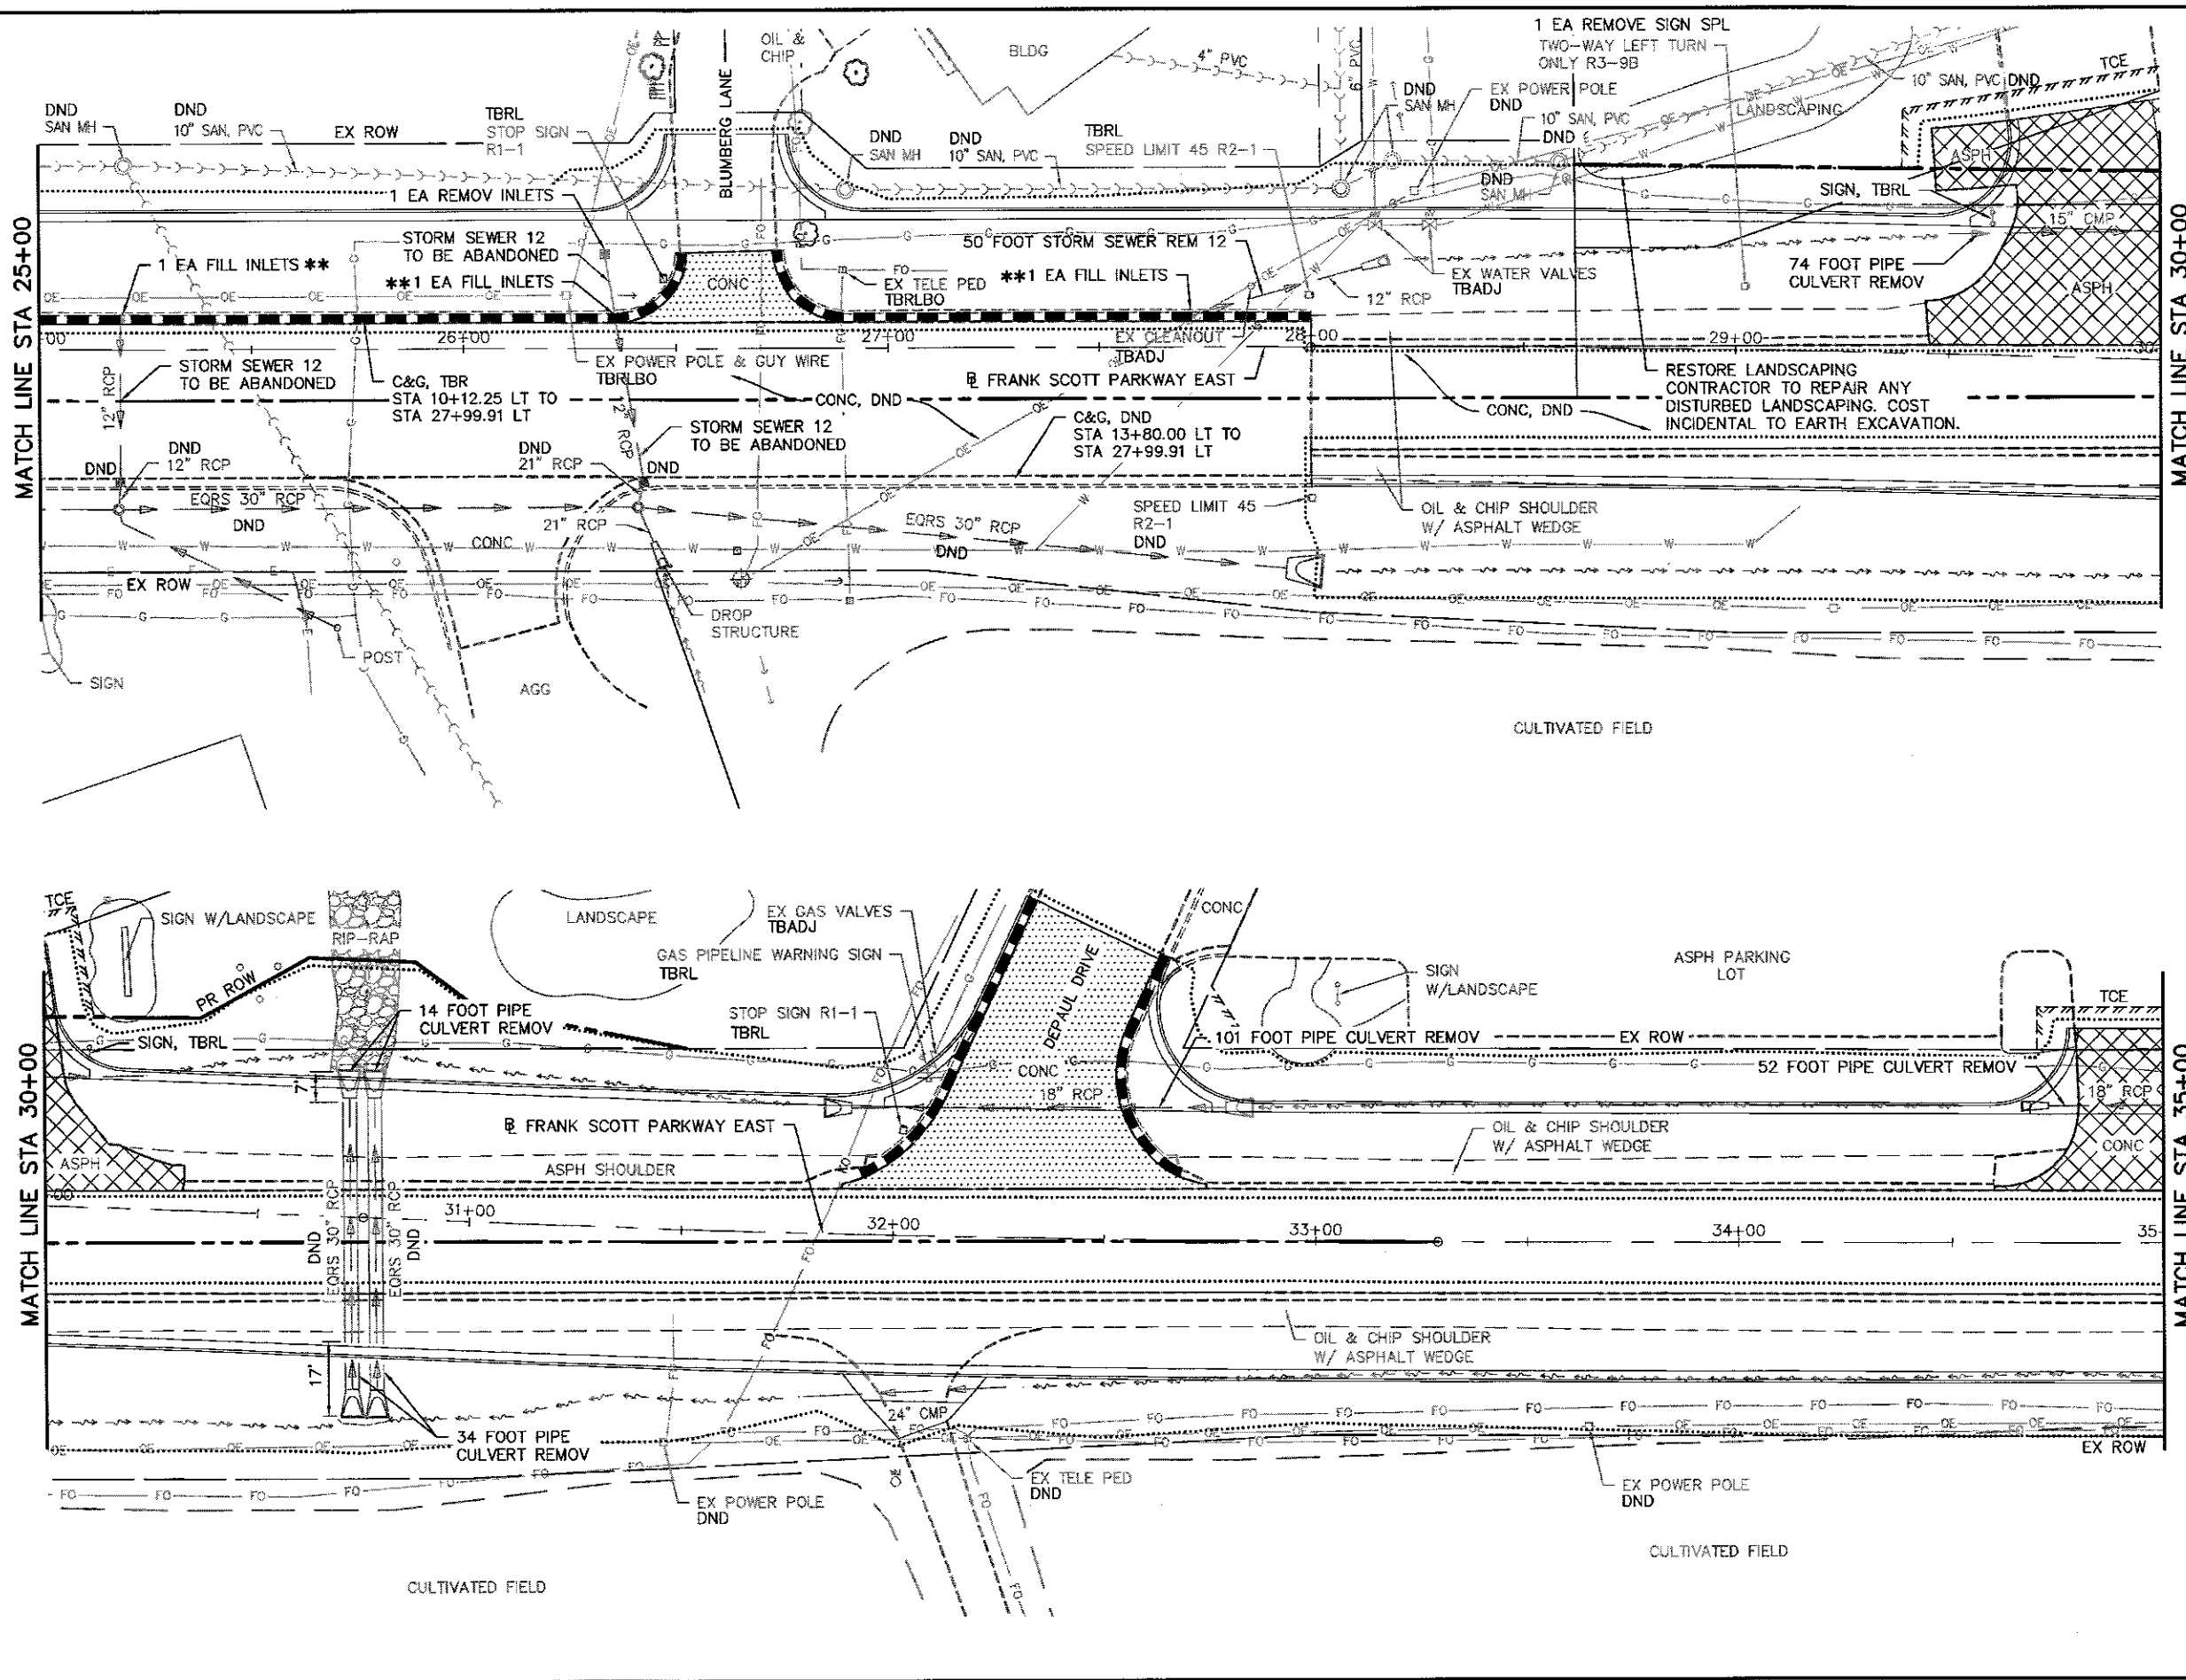 1 EA REMOVE SIGN SPL
TWO-WAY LEFT TURN
ONLY R3-9B
OIL &
CHIP
BLDG
4" PVC
6" PVC
TCE
10" SAN, PVC DND
DND
SAN MH
DND
10" SAN, PVC
EX ROW
TBRL
STOP SIGN
R1-1
BLUMBERG LANE
DND
SAN MH
DND
10" SAN, PVC
TBRL
SPEED LIMIT 45 R2-1
DND
SAN MH
EX POWER POLE
DND
10" SAN, PVC
DND
LANDSCAPING
ASPH
DND
SAN MH
SIGN, TBRL
15" CMP
1 EA REMOV INLETS
STORM SEWER 12
TO BE ABANDONED
1 EA FILL INLETS **
**1 EA FILL INLETS
CONC
EX TELE PED
TBRLBO
50 FOOT STORM SEWER REM 12
**1 EA FILL INLETS
12" RCP
EX WATER VALVES
TBADJ
74 FOOT PIPE
CULVERT REMOV
ASPH
MATCH LINE STA 25+00
MATCH LINE STA 30+00
26+00
27+00
28+00
29+00
STORM SEWER 12
TO BE ABANDONED
12" RCP
C&G, TBR
STA 10+12.25 LT TO
STA 27+99.91 LT
EX POWER POLE & GUY WIRE
TBRLBO
12" RCP
EX CLEANOUT
TBADJ
FRANK SCOTT PARKWAY EAST
CONC, DND
STORM SEWER 12
TO BE ABANDONED
C&G, DND
STA 13+80.00 LT TO
STA 27+99.91 LT
CONC, DND
RESTORE LANDSCAPING
CONTRACTOR TO REPAIR ANY
DISTURBED LANDSCAPING. COST
INCIDENTAL TO EARTH EXCAVATION.
DND
DND
12" RCP
DND
21" RCP
DND
EQRS 30" RCP
DND
21" RCP
CONC
EQRS 30" RCP
DND
SPEED LIMIT 45
R2-1
DND
OIL & CHIP SHOULDER
W/ ASPHALT WEDGE
EX ROW
DROP
STRUCTURE
POST
SIGN
AGG
CULTIVATED FIELD
TCE
SIGN W/LANDSCAPE
RIP-RAP
LANDSCAPE
EX GAS VALVES
TBADJ
GAS PIPELINE WARNING SIGN
TBRL
CONC
DEPAUL DRIVE
SIGN
W/LANDSCAPE
ASPH PARKING
LOT
TCE
PR ROW
14 FOOT PIPE
CULVERT REMOV
STOP SIGN R1-1
TBRL
SIGN, TBRL
7'
CONC
18" RCP
101 FOOT PIPE CULVERT REMOV
EX ROW
52 FOOT PIPE CULVERT REMOV
18" RCP
CONC
MATCH LINE STA 30+00
MATCH LINE STA 35+00
FRANK SCOTT PARKWAY EAST
ASPH
ASPH SHOULDER
OIL & CHIP SHOULDER
W/ ASPHALT WEDGE
31+00
32+00
33+00
34+00
DND
EQRS 30" RCP
EQRS 30" RCP
DND
17'
OIL & CHIP SHOULDER
W/ ASPHALT WEDGE
24" CMP
34 FOOT PIPE
CULVERT REMOV
EX ROW
EX TELE PED
DND
EX POWER POLE
DND
EX POWER POLE
DND
CULTIVATED FIELD
CULTIVATED FIELD